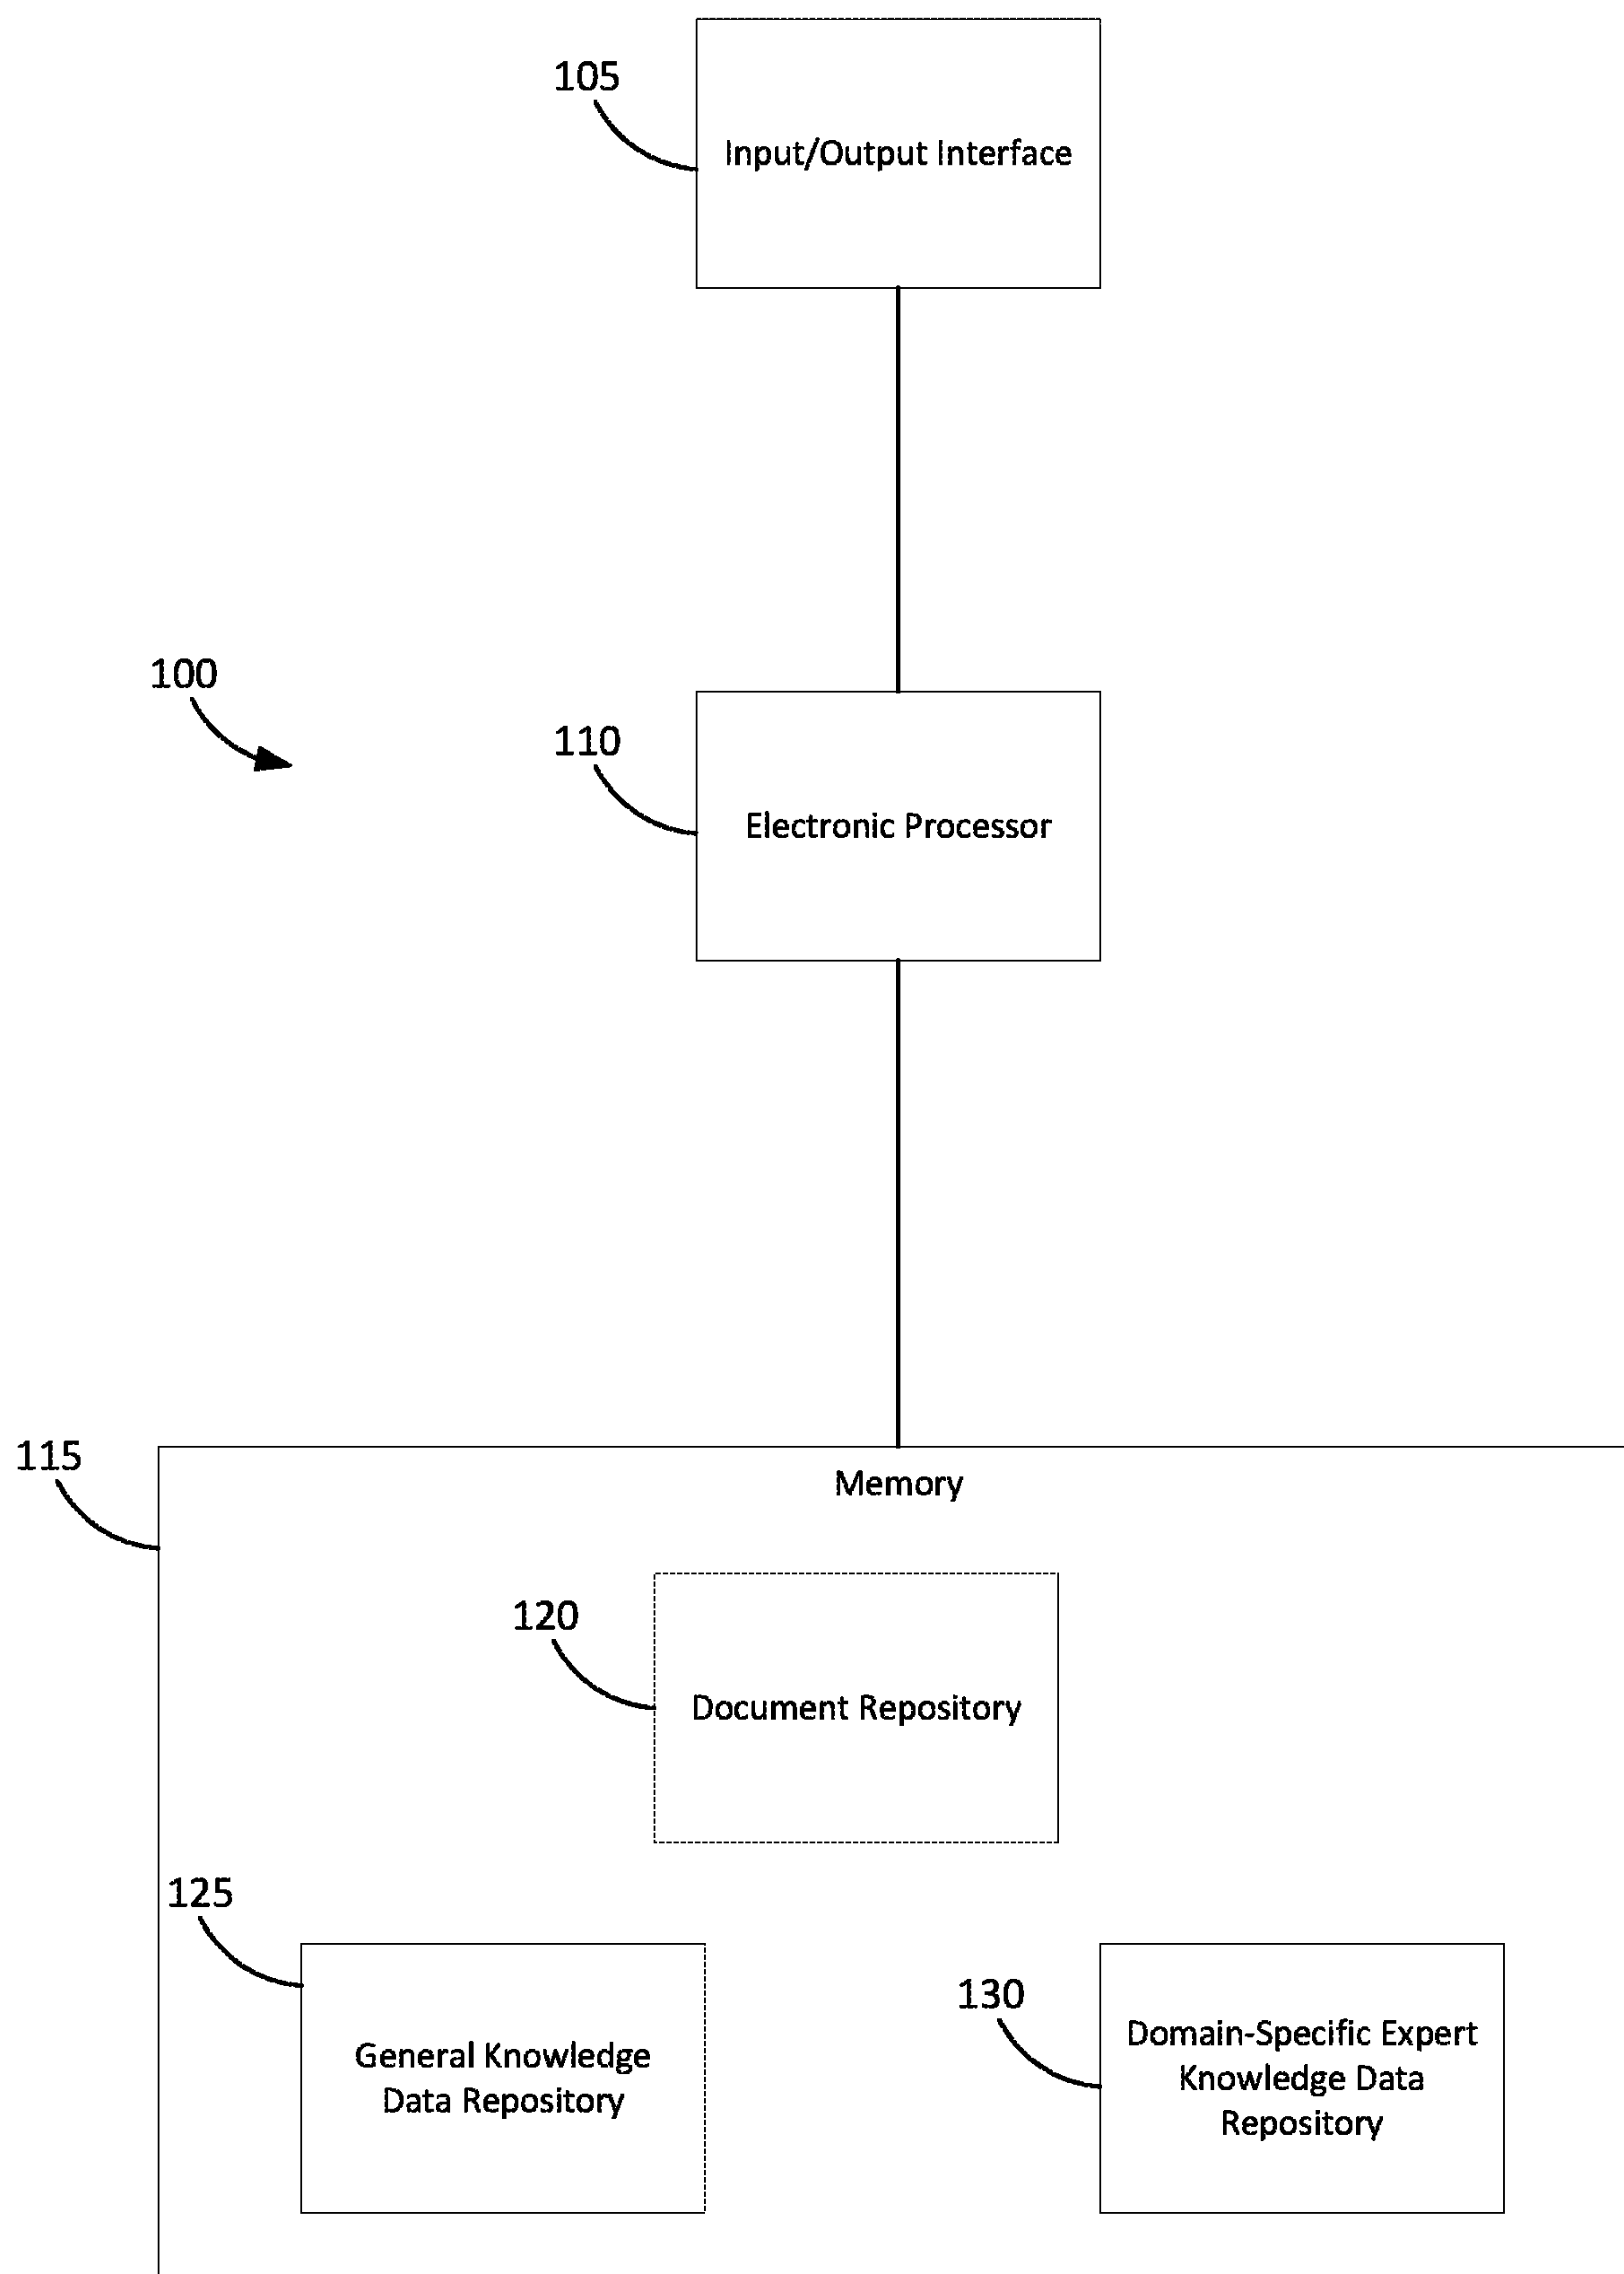 105
Input/Output Interface
100
110
Electronic Processor
115
Memory
120
Document Repository
125
General Knowledge
Data Repository
130
Domain-Specific Expert
Knowledge Data
Repository